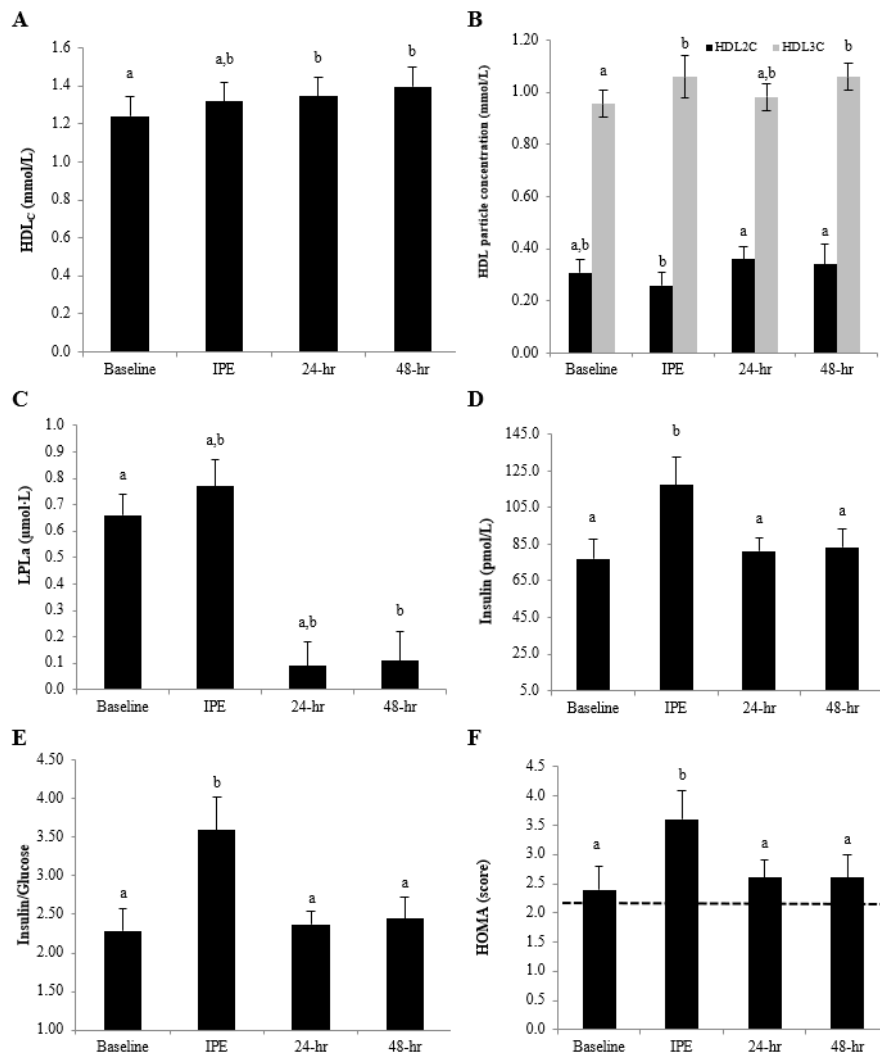 A
HDLC (mmol/L)
1.6
1.4
1.2
1.0
0.8
0.6
0.4
0.2
0.0
a
a,b
b
b
Baseline IPE 24-hr 48-hr
B
HDL particle concentration (mmol/L)
HDL2C HDL3C
1.20
1.00
0.80
0.60
0.40
0.20
0.00
a
b
a,b
b
a,b
b
a
a
Baseline IPE 24-hr 48-hr
C
LPLa (µmol·L)
1.0
0.9
0.8
0.7
0.6
0.5
0.4
0.3
0.2
0.1
0.0
a
a,b
a,b
b
Baseline IPE 24-hr 48-hr
D
Insulin (pmol/L)
145.0
125.0
105.0
85.0
65.0
45.0
25.0
5.0
a
b
a
a
Baseline IPE 24-hr 48-hr
E
Insulin/Glucose
4.50
4.00
3.50
3.00
2.50
2.00
1.50
1.00
a
b
a
a
Baseline IPE 24-hr 48-hr
F
HOMA (score)
4.5
4.0
3.5
3.0
2.5
2.0
1.5
1.0
0.5
0.0
a
b
a
a
Baseline IPE 24-hr 48-hr